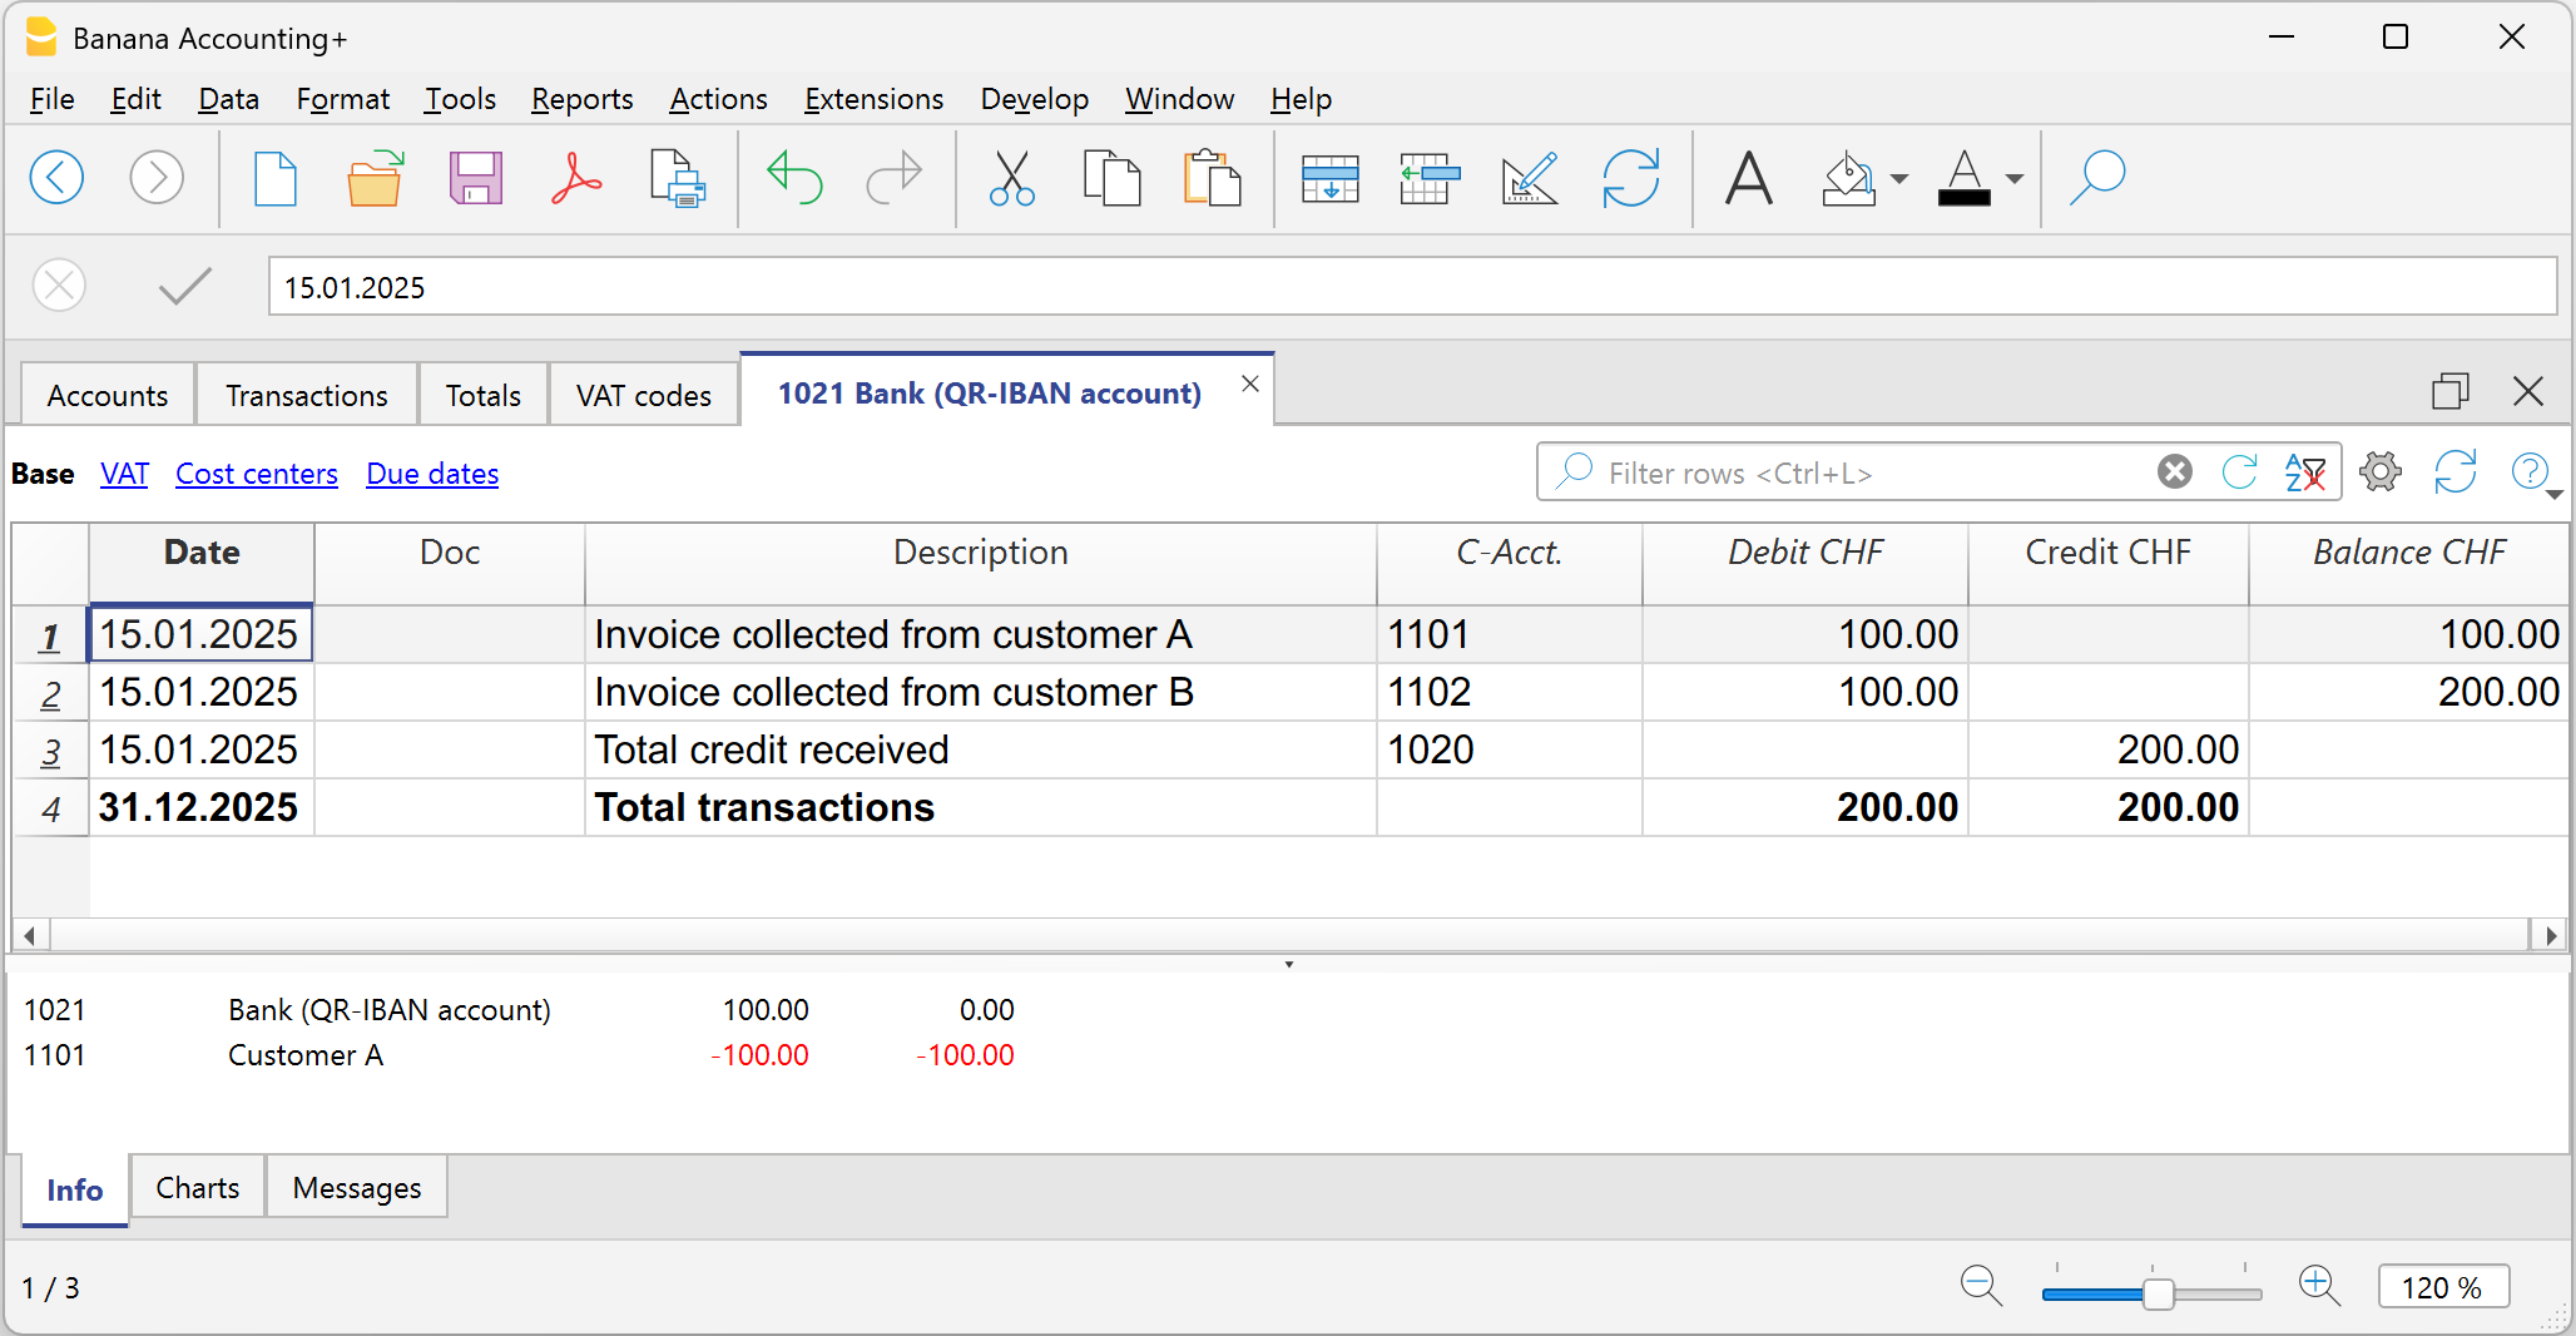 Banana Accounting+
File Edit Data Format Tools Reports Actions Extensions Develop Window Help
15.01.2025
Accounts Transactions Totals VAT codes 1021 Bank (QR-IBAN account)
Base VAT Cost centers Due dates Filter rows <Ctrl+L>
Date Doc Description C-Acct. Debit CHF Credit CHF Balance CHF
1 15.01.2025 Invoice collected from customer A 1101 100.00 100.00
2 15.01.2025 Invoice collected from customer B 1102 100.00 200.00
3 15.01.2025 Total credit received 1020 200.00
4 31.12.2025 Total transactions 200.00 200.00
1021 Bank (QR-IBAN account) 100.00 0.00
1101 Customer A -100.00 -100.00
Info Charts Messages
1 / 3 120 %